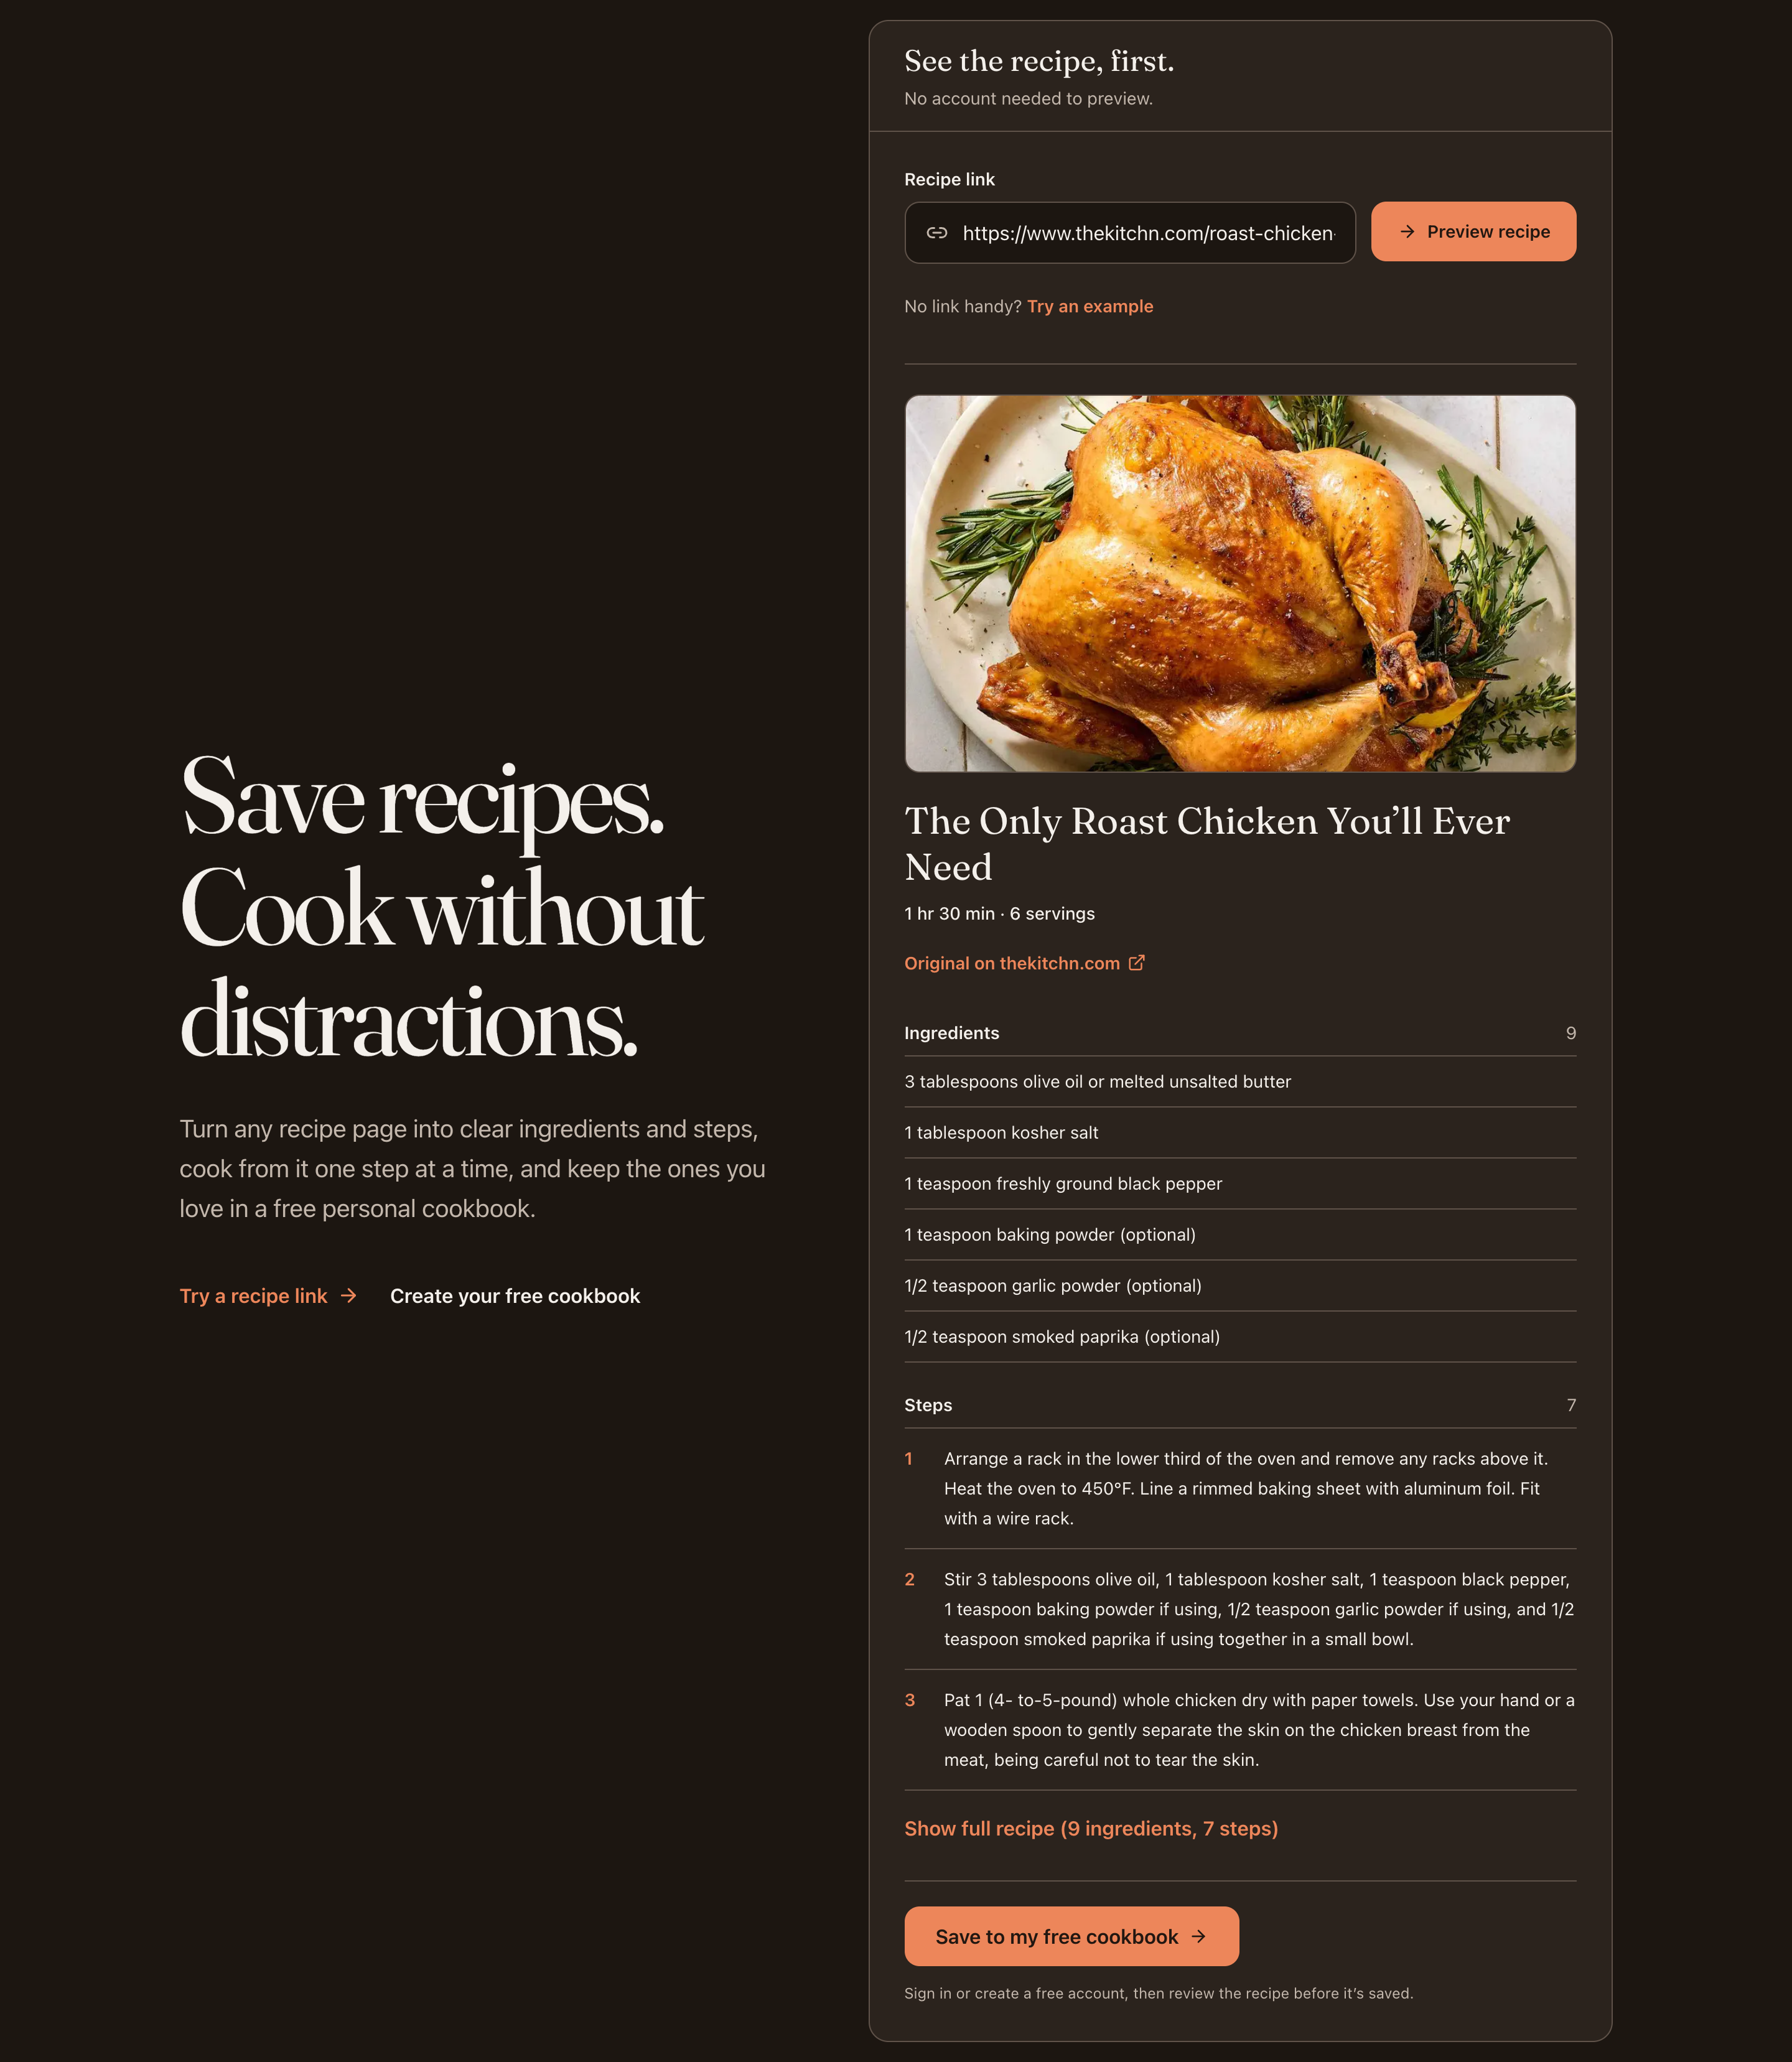 Save recipes.
Cook without
distractions.
Turn any recipe page into clear ingredients and steps,
cook from it one step at a time, and keep the ones you
love in a free personal cookbook.
Try a recipe link →
Create your free cookbook
See the recipe, first.
No account needed to preview.
Recipe link
https://www.thekitchn.com/roast-chicken-
→ Preview recipe
No link handy? Try an example
The Only Roast Chicken You’ll Ever
Need
1 hr 30 min · 6 servings
Original on thekitchn.com
Ingredients 9
3 tablespoons olive oil or melted unsalted butter
1 tablespoon kosher salt
1 teaspoon freshly ground black pepper
1 teaspoon baking powder (optional)
1/2 teaspoon garlic powder (optional)
1/2 teaspoon smoked paprika (optional)
Steps 7
1 Arrange a rack in the lower third of the oven and remove any racks above it.
Heat the oven to 450°F. Line a rimmed baking sheet with aluminum foil. Fit
with a wire rack.
2 Stir 3 tablespoons olive oil, 1 tablespoon kosher salt, 1 teaspoon black pepper,
1 teaspoon baking powder if using, 1/2 teaspoon garlic powder if using, and 1/2
teaspoon smoked paprika if using together in a small bowl.
3 Pat 1 (4- to-5-pound) whole chicken dry with paper towels. Use your hand or a
wooden spoon to gently separate the skin on the chicken breast from the
meat, being careful not to tear the skin.
Show full recipe (9 ingredients, 7 steps)
Save to my free cookbook →
Sign in or create a free account, then review the recipe before it’s saved.